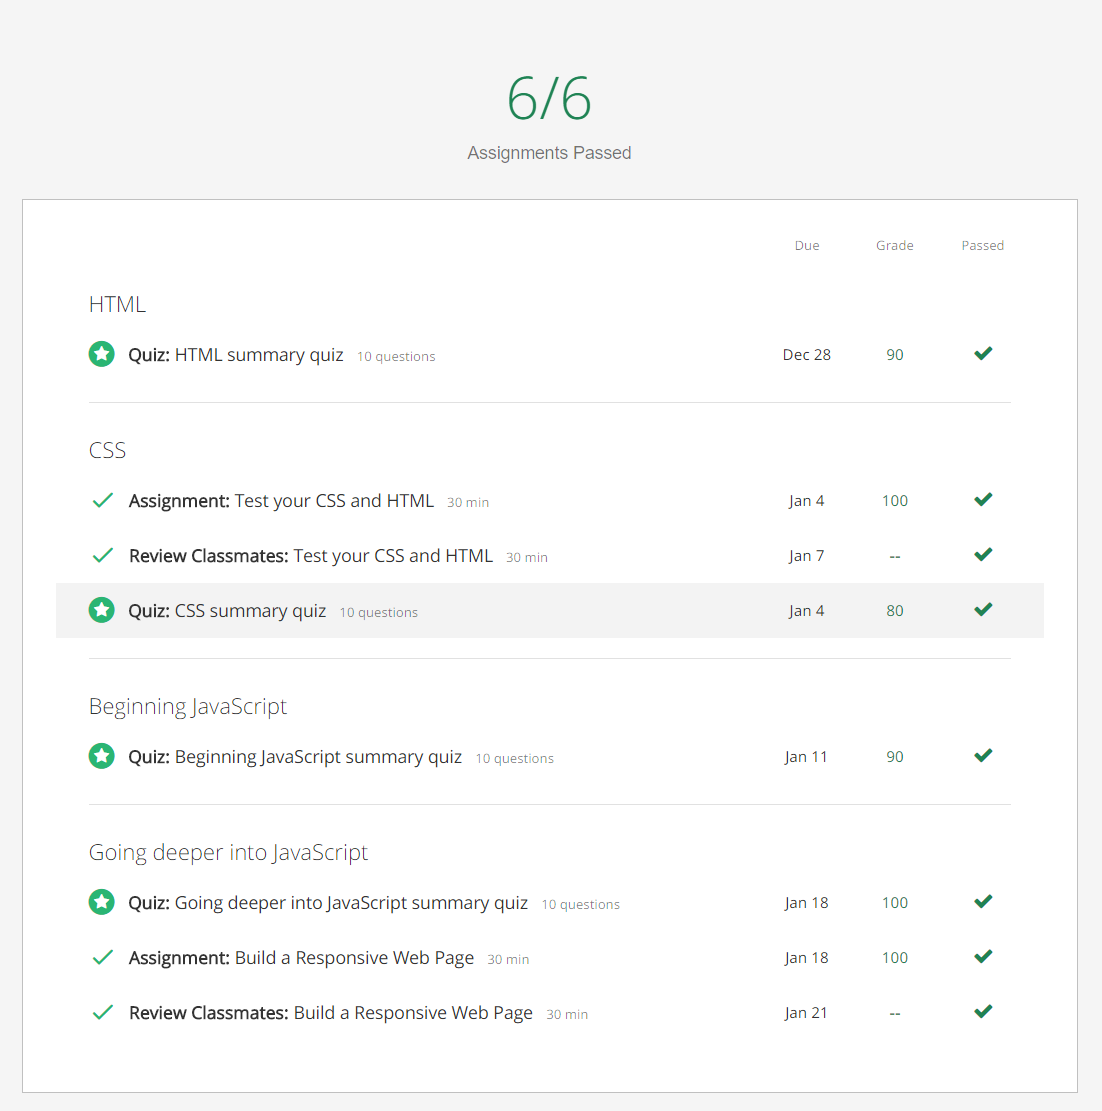 6/6
Assignments Passed
Due Grade Passed
HTML
Quiz: HTML summary quiz 10 questions Dec 28 90
CSS
Assignment: Test your CSS and HTML 30 min Jan 4 100
Review Classmates: Test your CSS and HTML 30 min Jan 7 --
Quiz: CSS summary quiz 10 questions Jan 4 80
Beginning JavaScript
Quiz: Beginning JavaScript summary quiz 10 questions Jan 11 90
Going deeper into JavaScript
Quiz: Going deeper into JavaScript summary quiz 10 questions Jan 18 100
Assignment: Build a Responsive Web Page 30 min Jan 18 100
Review Classmates: Build a Responsive Web Page 30 min Jan 21 --